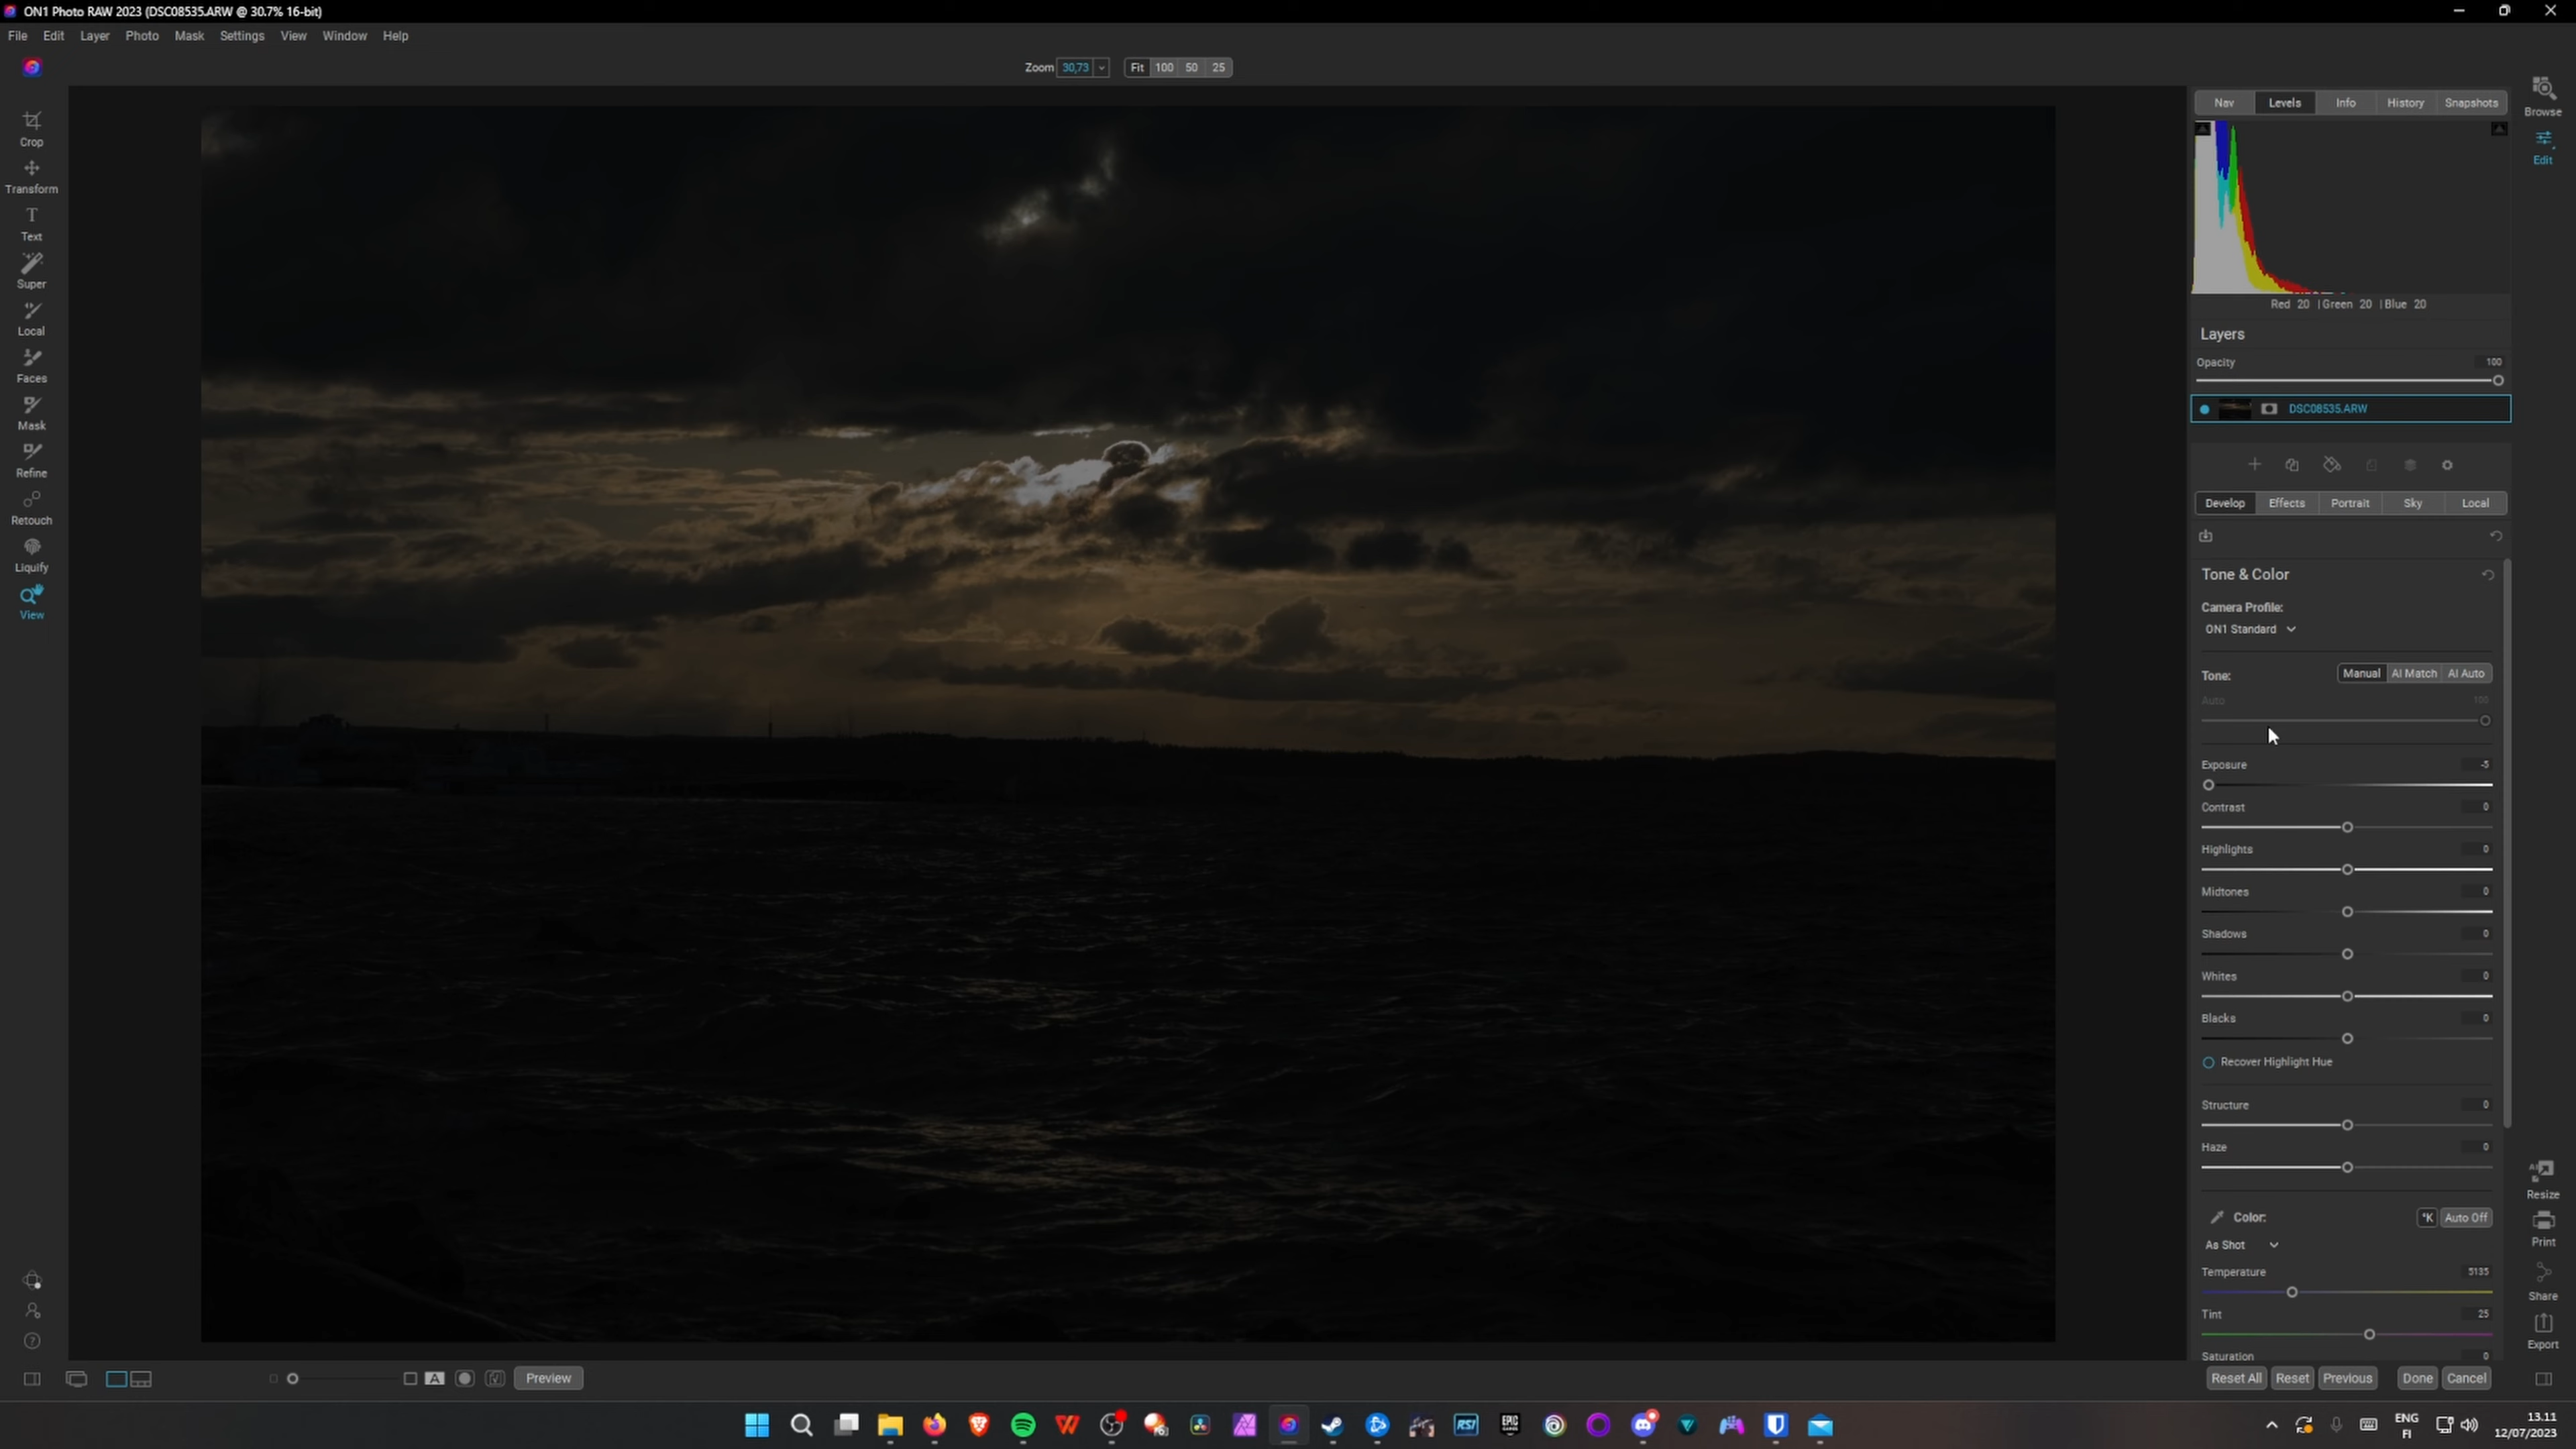 ON1 Photo RAW 2023 (DSC08535.ARW @ 30.7% 16-bit)
File Edit Layer Photo Mask Settings View Window Help
Zoom 30,73 Fit 100 50 25
Crop
Transform
Text
Super
Local
Faces
Mask
Refine
Retouch
Liquify
View
Nav Levels Info History Snapshots
Red 20 | Green 20 | Blue 20
Layers
Opacity 100
DSC08535.ARW
Develop Effects Portrait Sky Local
Tone & Color
Camera Profile:
ON1 Standard
Tone: Manual AI Match AI Auto
Auto 100
Exposure -5
Contrast 0
Highlights 0
Midtones 0
Shadows 0
Whites 0
Blacks 0
Recover Highlight Hue
Structure 0
Haze 0
Color: °K Auto Off
As Shot
Temperature 5135
Tint 25
Saturation 0
Browse
Edit
Resize
Print
Share
Export
A Preview
Reset All Reset Previous Done Cancel
RSI
EPIC GAMES
ENG
FI
13.11
12/07/2023